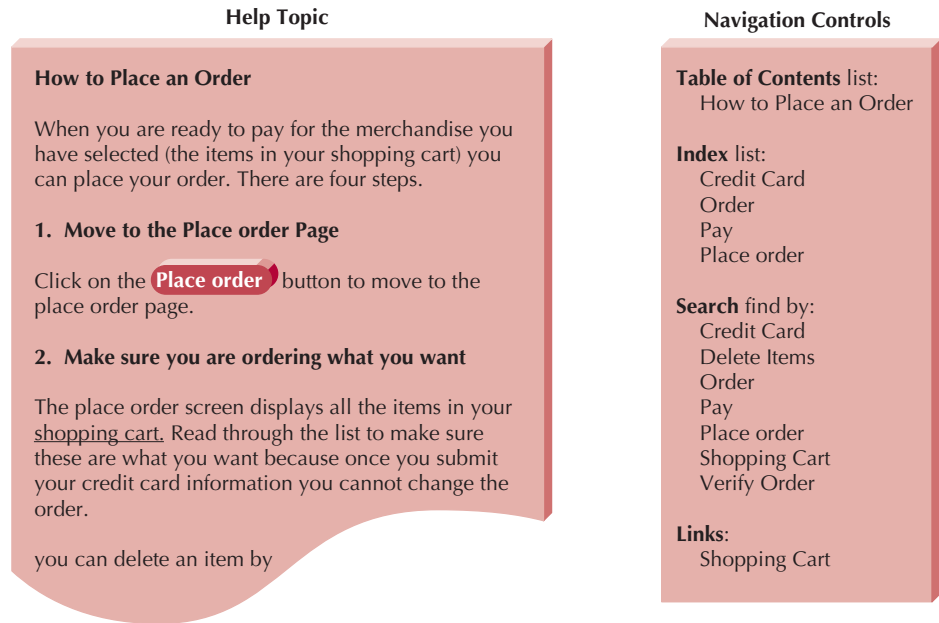 Help Topic
How to Place an Order
When you are ready to pay for the merchandise you
have selected (the items in your shopping cart) you
can place your order. There are four steps.
1. Move to the Place order Page
Click on the Place order button to move to the
place order page.
2. Make sure you are ordering what you want
The place order screen displays all the items in your
shopping cart. Read through the list to make sure
these are what you want because once you submit
your credit card information you cannot change the
order.
you can delete an item by
Navigation Controls
Table of Contents list:
How to Place an Order
Index list:
Credit Card
Order
Pay
Place order
Search find by:
Credit Card
Delete Items
Order
Pay
Place order
Shopping Cart
Verify Order
Links:
Shopping Cart